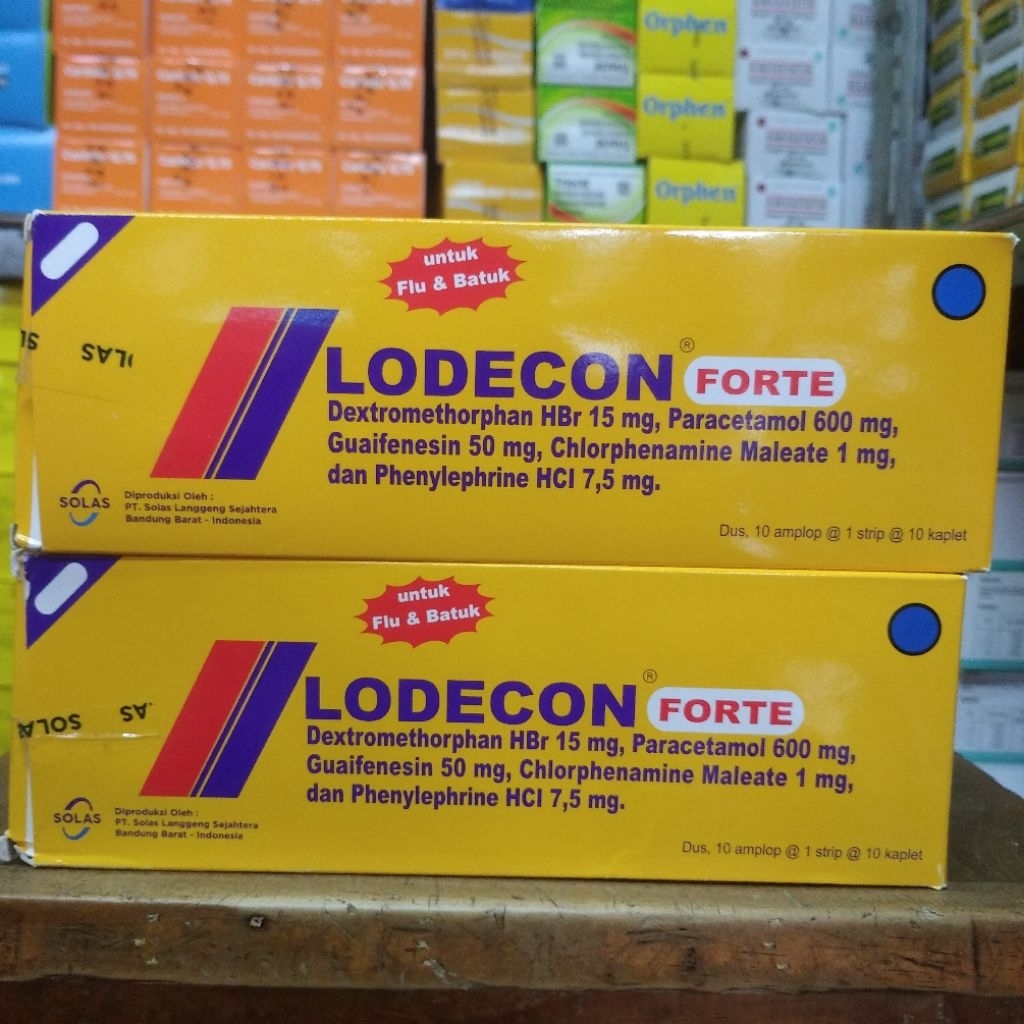 Orphen
Orphen
Orphen
untuk
Flu & Batuk
SOLAS
LODECON® FORTE
Dextromethorphan HBr 15 mg, Paracetamol 600 mg,
Guaifenesin 50 mg, Chlorphenamine Maleate 1 mg,
dan Phenylephrine HCl 7,5 mg.
SOLAS
Diproduksi Oleh :
PT. Solas Langgeng Sejahtera
Bandung Barat - Indonesia
Dus, 10 amplop @ 1 strip @ 10 kaplet
untuk
Flu & Batuk
SOLAS
LODECON® FORTE
Dextromethorphan HBr 15 mg, Paracetamol 600 mg,
Guaifenesin 50 mg, Chlorphenamine Maleate 1 mg,
dan Phenylephrine HCl 7,5 mg.
SOLAS
Diproduksi Oleh :
PT. Solas Langgeng Sejahtera
Bandung Barat - Indonesia
Dus, 10 amplop @ 1 strip @ 10 kaplet